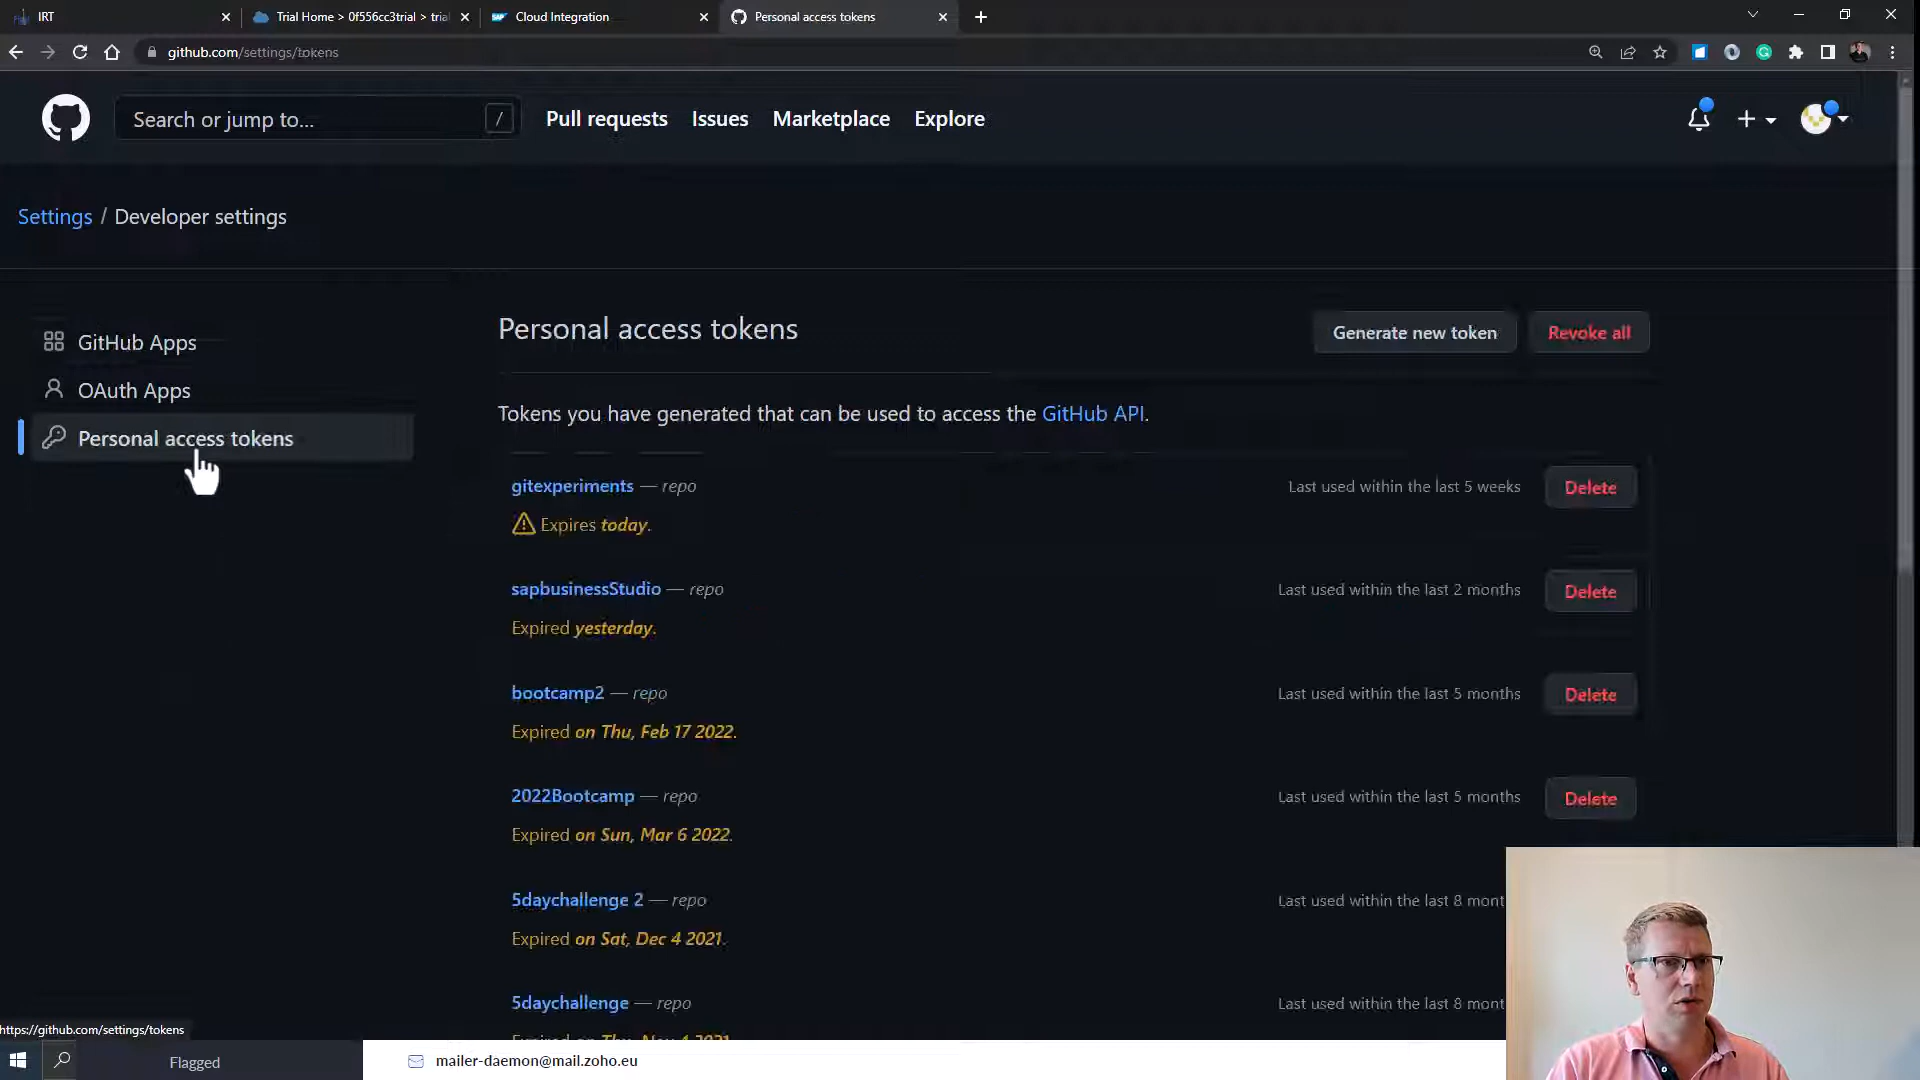 IRT
Trial Home > 0f556cc3trial > trial
Cloud Integration
Personal access tokens
github.com/settings/tokens
Search or jump to...
/
Pull requests
Issues
Marketplace
Explore
Settings / Developer settings
GitHub Apps
OAuth Apps
Personal access tokens
Personal access tokens
Generate new token
Revoke all
Tokens you have generated that can be used to access the GitHub API.
gitexperiments — repo
Last used within the last 5 weeks
Delete
Expires today.
sapbusinessStudio — repo
Last used within the last 2 months
Delete
Expired yesterday.
bootcamp2 — repo
Last used within the last 5 months
Delete
Expired on Thu, Feb 17 2022.
2022Bootcamp — repo
Last used within the last 5 months
Delete
Expired on Sun, Mar 6 2022.
5daychallenge 2 — repo
Last used within the last 8 mont
Expired on Sat, Dec 4 2021.
5daychallenge — repo
Last used within the last 8 mont
https://github.com/settings/tokens
Flagged
mailer-daemon@mail.zoho.eu